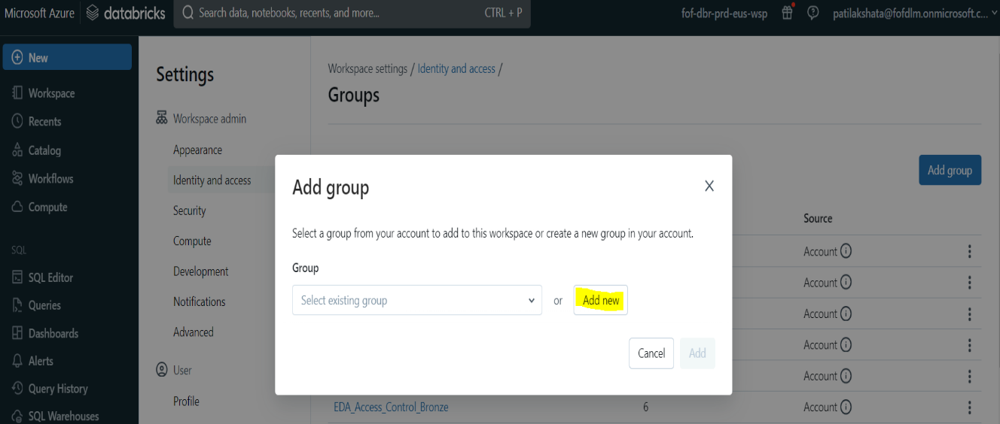 Microsoft Azure databricks Search data, notebooks, recents, and more... CTRL + P fof-dbr-prd-eus-wsp patilakshata@fofdlm.onmicrosoft.c...
New
Workspace
Recents
Catalog
Workflows
Compute
SQL
SQL Editor
Queries
Dashboards
Alerts
Query History
SQL Warehouses
Settings
Workspace admin
Appearance
Identity and access
Security
Compute
Development
Notifications
Advanced
User
Profile
Workspace settings / Identity and access /
Groups
Add group
Source
Account
Account
Account
Account
Account
EDA_Access_Control_Bronze 6 Account
Add group
Select a group from your account to add to this workspace or create a new group in your account.
Group
Select existing group or Add new
Cancel Add